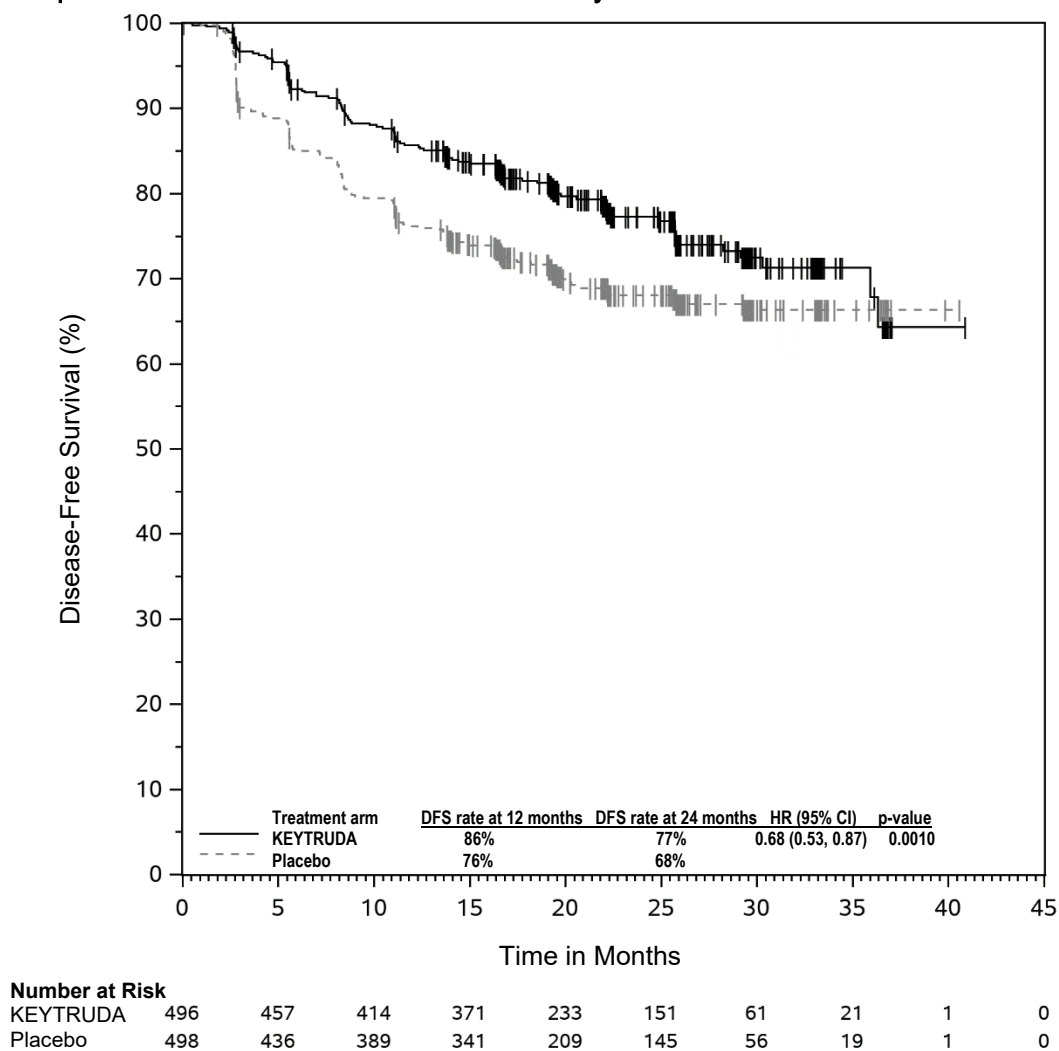 100
90
80
70
60
50
40
30
20
10
0
Disease-Free Survival (%)
Treatment arm DFS rate at 12 months DFS rate at 24 months HR (95% CI) p-value
KEYTRUDA 86% 77% 0.68 (0.53, 0.87) 0.0010
Placebo 76% 68%
0 5 10 15 20 25 30 35 40 45
Time in Months
Number at Risk
KEYTRUDA 496 457 414 371 233 151 61 21 1 0
Placebo 498 436 389 341 209 145 56 19 1 0